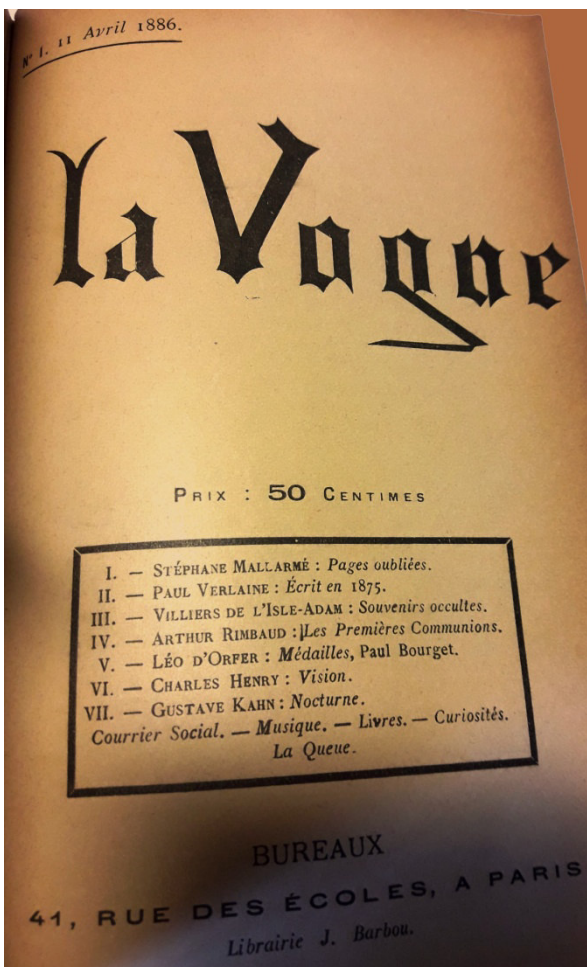 Nº 1. 11 Avril 1886.
la Vogue
PRIX : 50 CENTIMES
I. — STÉPHANE MALLARMÉ : Pages oubliées.
II. — PAUL VERLAINE : Écrit en 1875.
III. — VILLIERS DE L'ISLE-ADAM : Souvenirs occultes.
IV. — ARTHUR RIMBAUD : Les Premières Communions.
V. — LÉO D'ORFER : Médailles, Paul Bourget.
VI. — CHARLES HENRY : Vision.
VII. — GUSTAVE KAHN : Nocturne.
Courrier Social. — Musique. — Livres. — Curiosités.
La Queue.
BUREAUX
41, RUE DES ÉCOLES, A PARIS
Librairie J. Barbou.